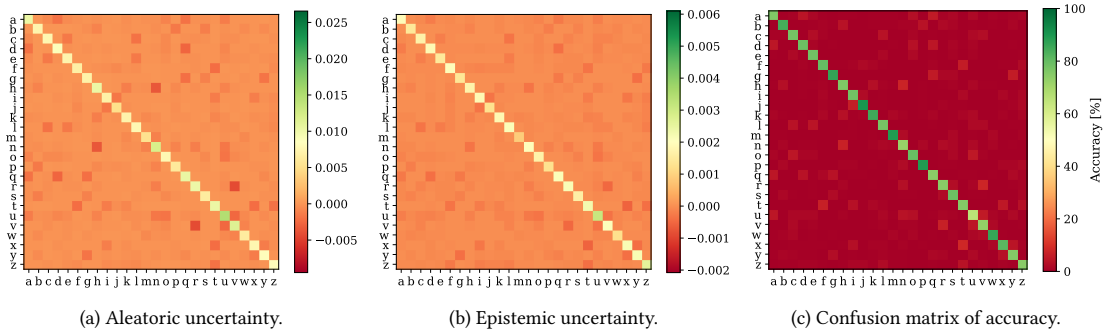 a
b
c
d
e
f
g
h
i
j
k
l
m
o
p
q
r
s
t
u
v
w
x
z
a b c d e f g h i j k l m n o p q r s t u v w x y z
0.025
0.020
0.015
0.010
0.005
0.000
−0.005
(a) Aleatoric uncertainty.
a
b
c
d
e
f
g
h
i
j
k
l
m
o
p
q
r
s
t
u
v
w
x
z
a b c d e f g h i j k l m n o p q r s t u v w x y z
0.006
0.005
0.004
0.003
0.002
0.001
0.000
−0.001
−0.002
(b) Epistemic uncertainty.
a
b
c
d
e
f
g
h
i
j
k
l
m
o
p
q
r
s
t
u
v
w
x
z
a b c d e f g h i j k l m n o p q r s t u v w x y z
100
80
60
40
20
0
Accuracy [%]
(c) Confusion matrix of accuracy.